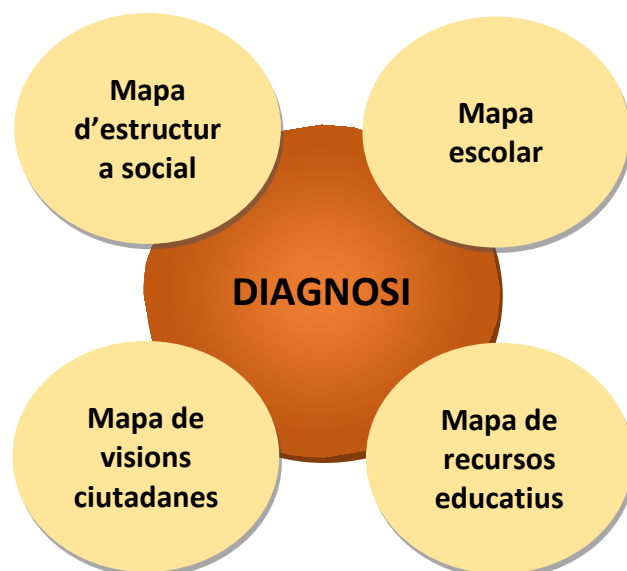 Mapa
d’estructur
a social
Mapa
escolar
DIAGNOSI
Mapa de
visions
ciutadanes
Mapa de
recursos
educatius